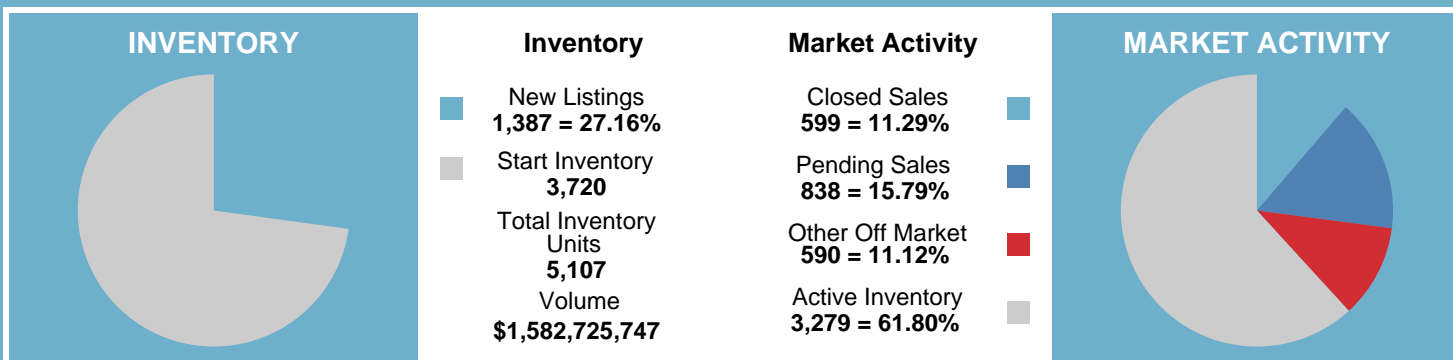 INVENTORY
Inventory
New Listings
1,387 = 27.16%
Start Inventory
3,720
Total Inventory
Units
5,107
Volume
$1,582,725,747
Market Activity
Closed Sales
599 = 11.29%
Pending Sales
838 = 15.79%
Other Off Market
590 = 11.12%
Active Inventory
3,279 = 61.80%
MARKET ACTIVITY